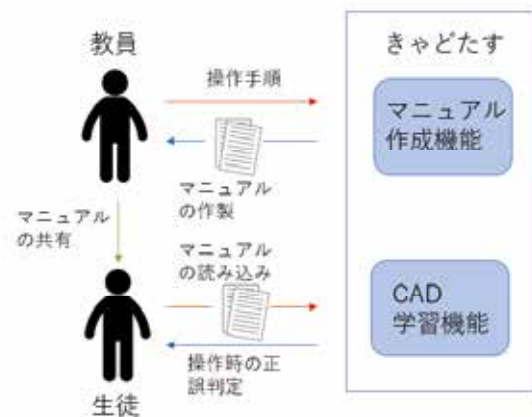 教員
きゃどたす
操作手順
マニュアル
作成機能
マニュアル
の作製
マニュアル
の共有
マニュアル
の読み込み
CAD
学習機能
操作時の正
誤判定
生徒